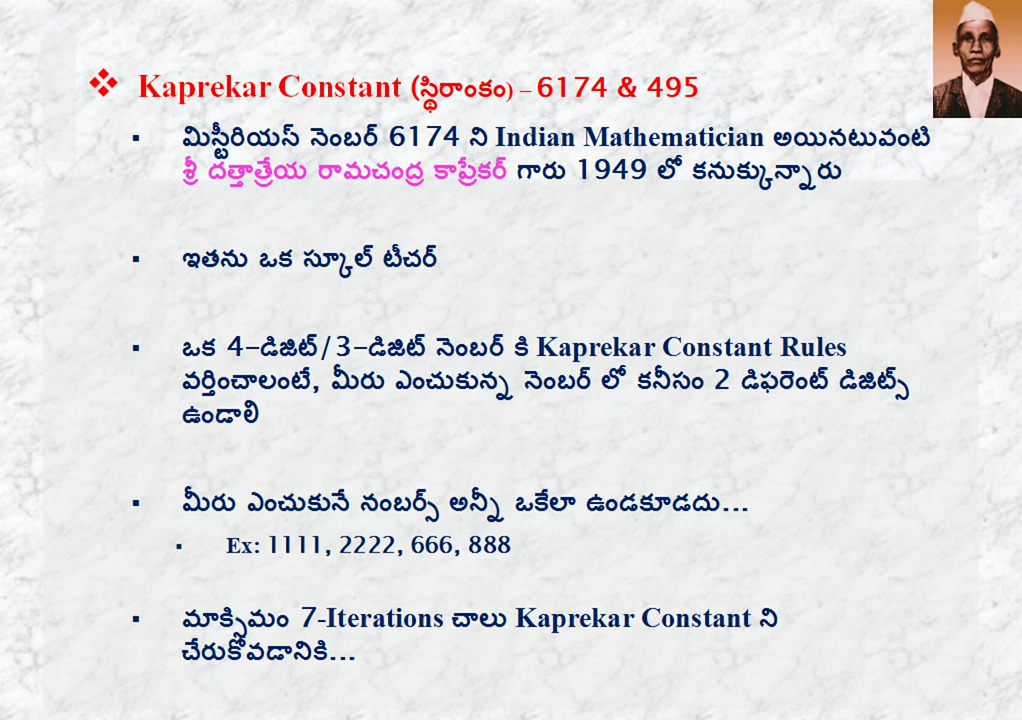 ❖ Kaprekar Constant (స్థిరాంకం) – 6174 & 495
▪ మిస్టీరియస్ నెంబర్ 6174 ని Indian Mathematician అయినటువంటి
శ్రీ దత్తాత్రేయ రామచంద్ర కాప్రేకర్ గారు 1949 లో కనుక్కున్నారు
▪ ఇతను ఒక స్కూల్ టీచర్
▪ ఒక 4-డిజిట్/3-డిజిట్ నెంబర్ కి Kaprekar Constant Rules
వర్తించాలంటే, మీరు ఎంచుకున్న నెంబర్ లో కనీసం 2 డిఫరెంట్ డిజిట్స్
ఉండాలి
▪ మీరు ఎంచుకునే నంబర్స్ అన్నీ ఒకేలా ఉండకూడదు...
▪ Ex: 1111, 2222, 666, 888
▪ మాక్సిమం 7-Iterations చాలు Kaprekar Constant ని
చేరుకోవడానికి...